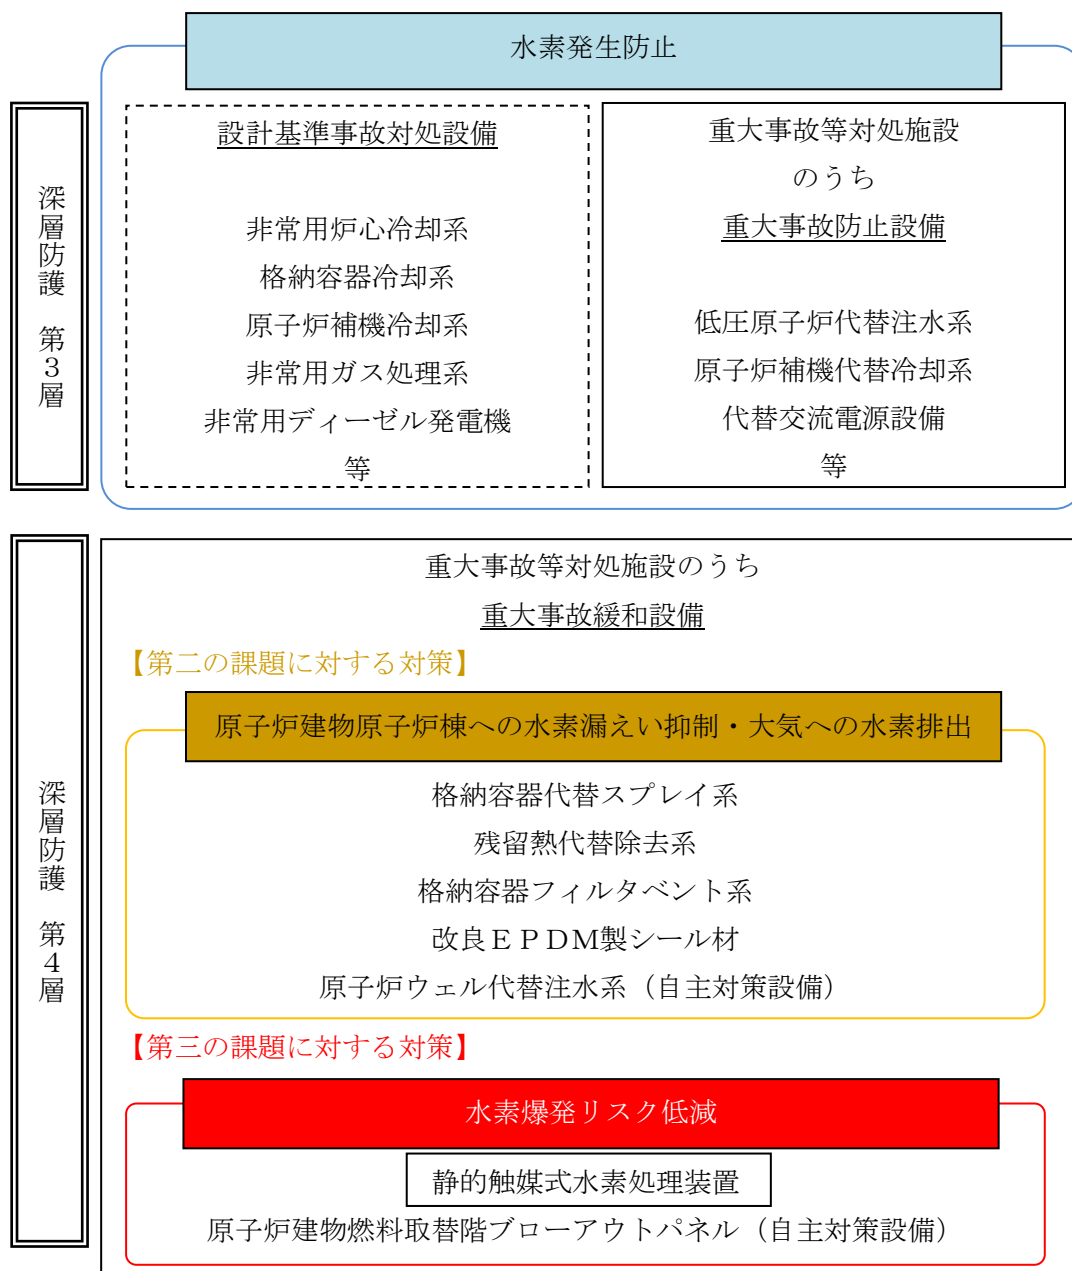 水素発生防止
深層防護 第3層
設計基準事故対処設備
非常用炉心冷却系
格納容器冷却系
原子炉補機冷却系
非常用ガス処理系
非常用ディーゼル発電機
等
重大事故等対処施設
のうち
重大事故防止設備
低圧原子炉代替注水系
原子炉補機代替冷却系
代替交流電源設備
等
深層防護 第4層
重大事故等対処施設のうち
重大事故緩和設備
【第二の課題に対する対策】
原子炉建物原子炉棟への水素漏えい抑制・大気への水素排出
格納容器代替スプレイ系
残留熱代替除去系
格納容器フィルタベント系
改良ＥＰＤＭ製シール材
原子炉ウェル代替注水系（自主対策設備）
【第三の課題に対する対策】
水素爆発リスク低減
静的触媒式水素処理装置
原子炉建物燃料取替階ブローアウトパネル（自主対策設備）